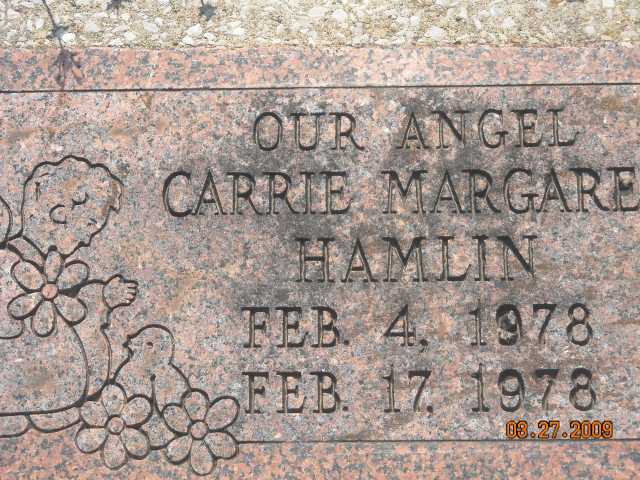 OUR ANGEL
CARRIE MARGARE
HAMLIN
FEB. 4, 1978
FEB. 17, 1978
03.27.2009